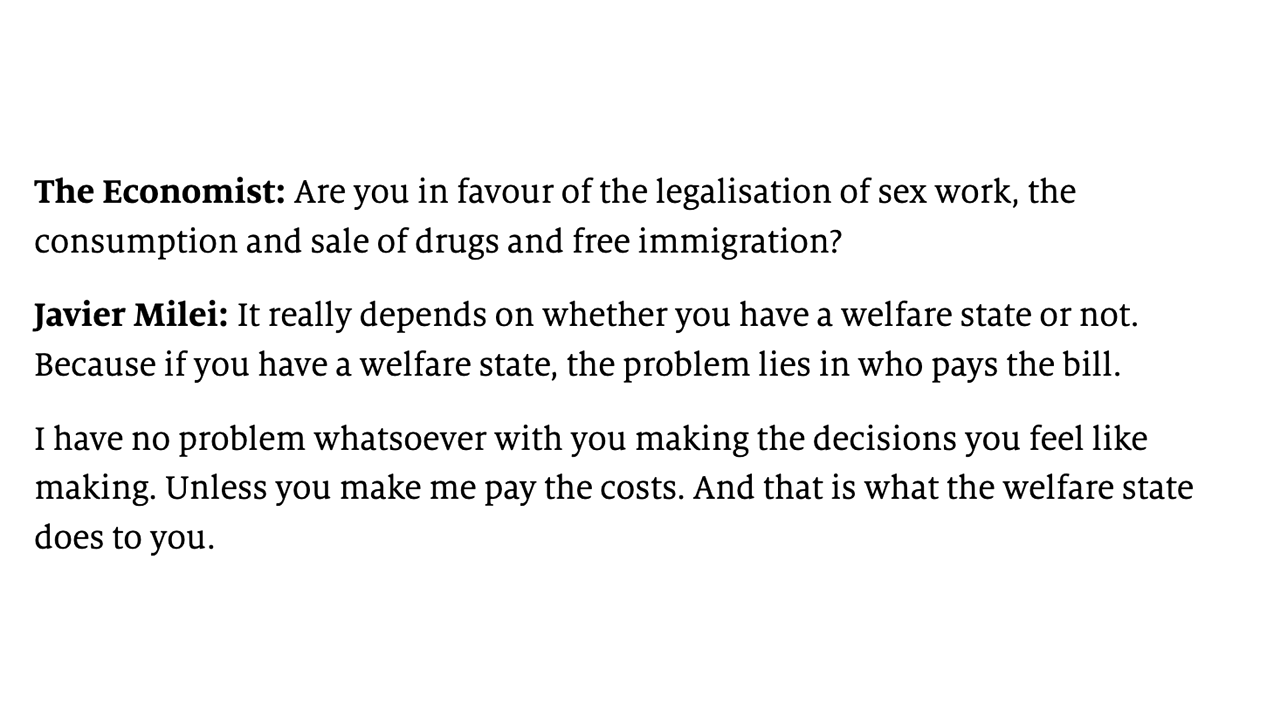 The Economist: Are you in favour of the legalisation of sex work, the
consumption and sale of drugs and free immigration?
Javier Milei: It really depends on whether you have a welfare state or not.
Because if you have a welfare state, the problem lies in who pays the bill.
I have no problem whatsoever with you making the decisions you feel like
making. Unless you make me pay the costs. And that is what the welfare state
does to you.